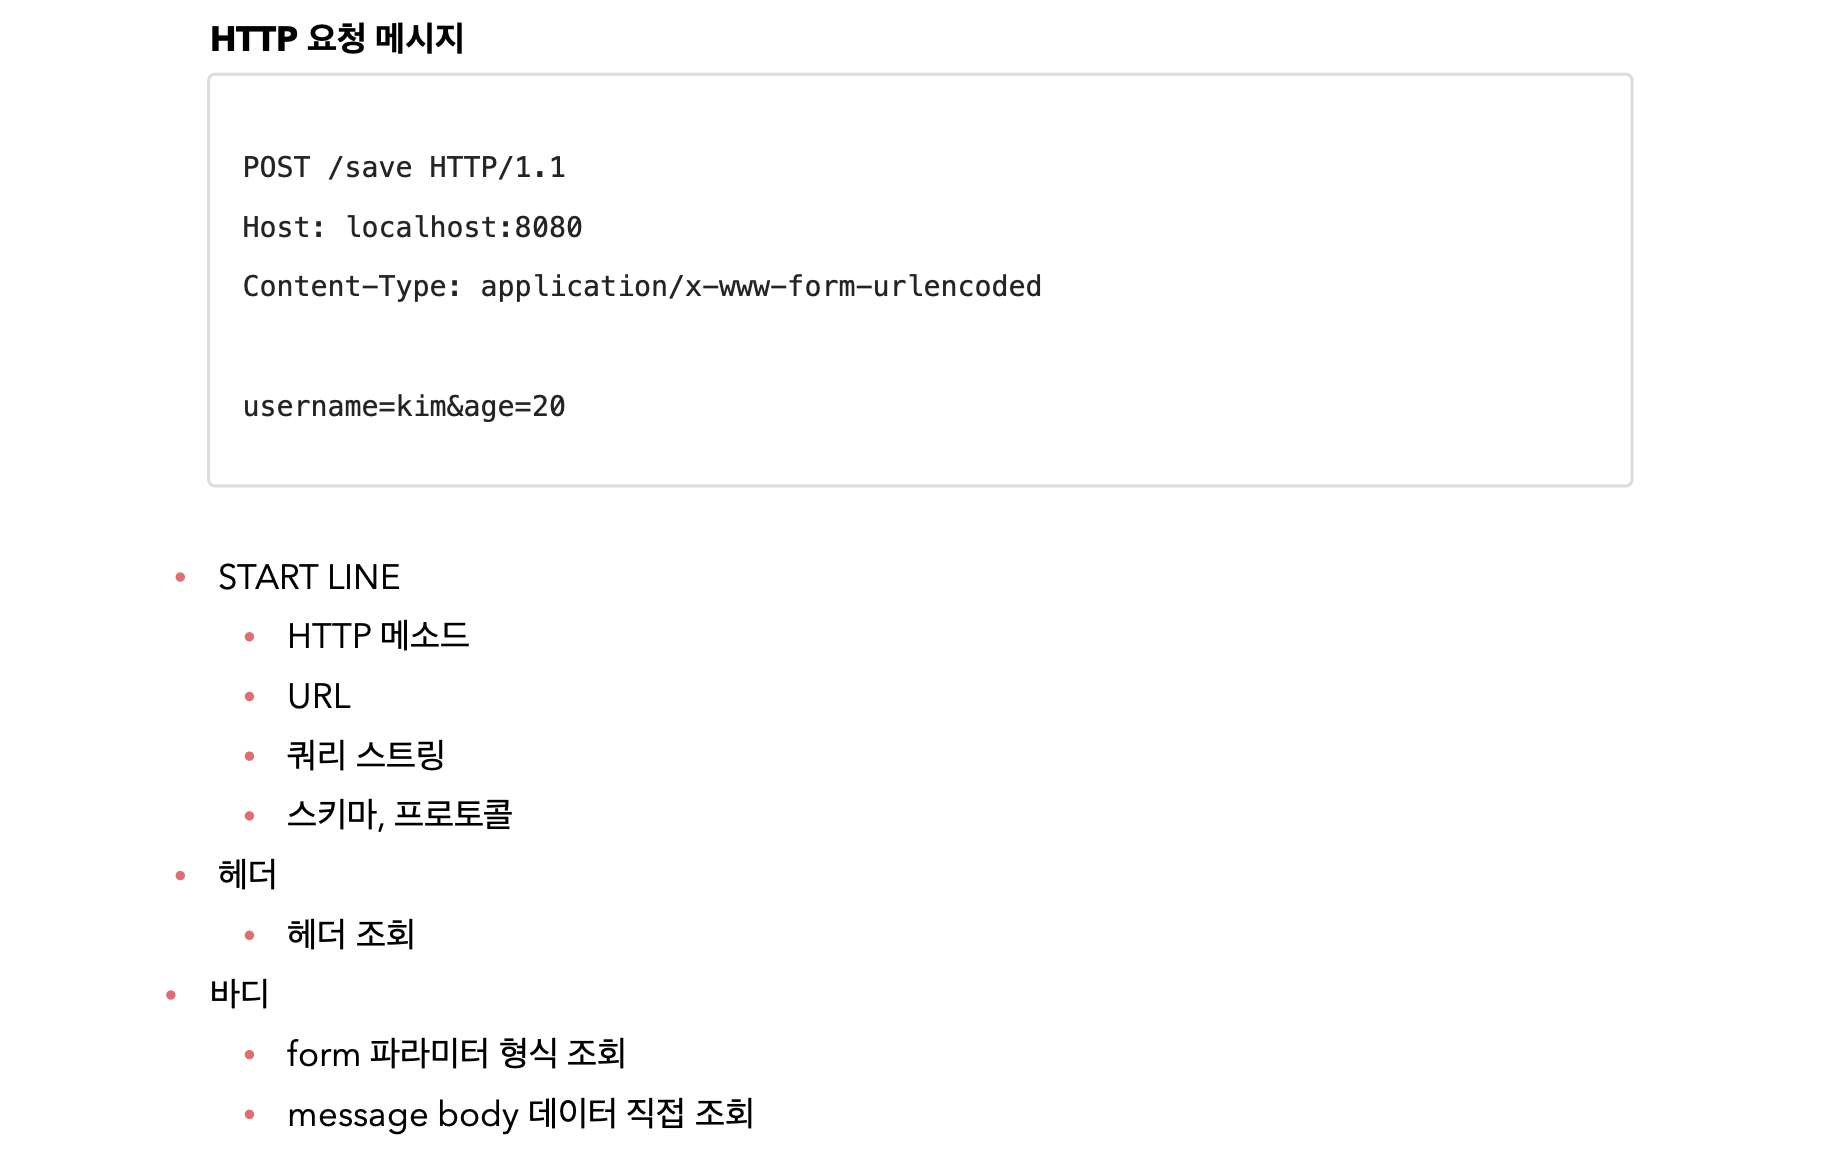 HTTP 요청 메시지
POST /save HTTP/1.1
Host: localhost:8080
Content-Type: application/x-www-form-urlencoded
username=kim&age=20
• START LINE
• HTTP 메소드
• URL
• 쿼리 스트링
• 스키마, 프로토콜
• 헤더
• 헤더 조회
• 바디
• form 파라미터 형식 조회
• message body 데이터 직접 조회